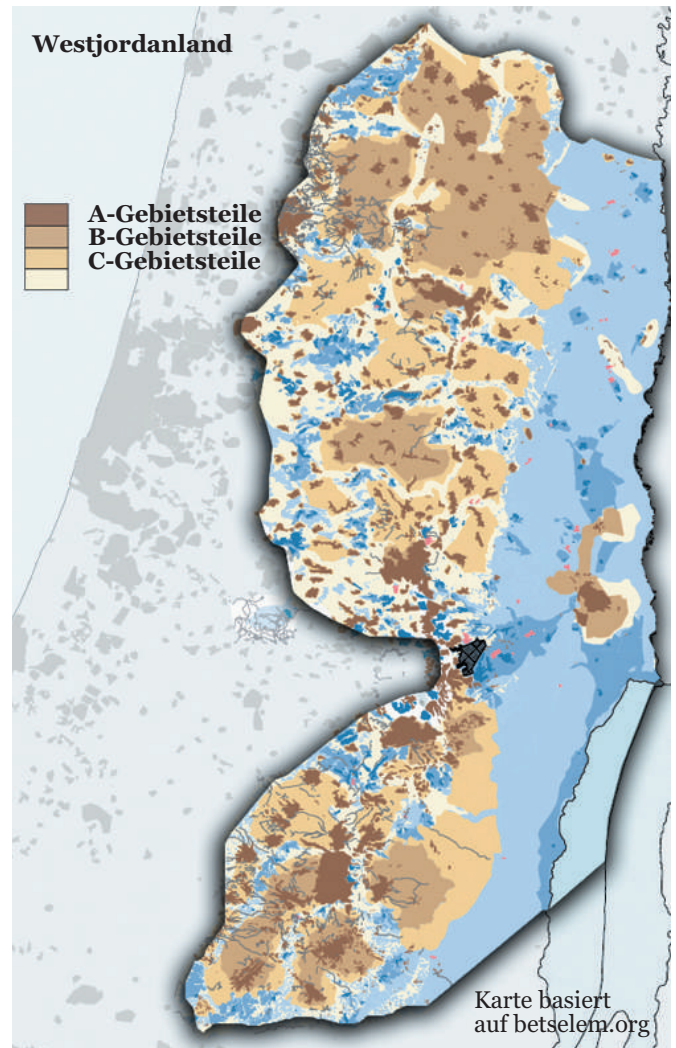 Westjordanland
A-Gebietsteile
B-Gebietsteile
C-Gebietsteile
Karte basiert
auf betselem.org